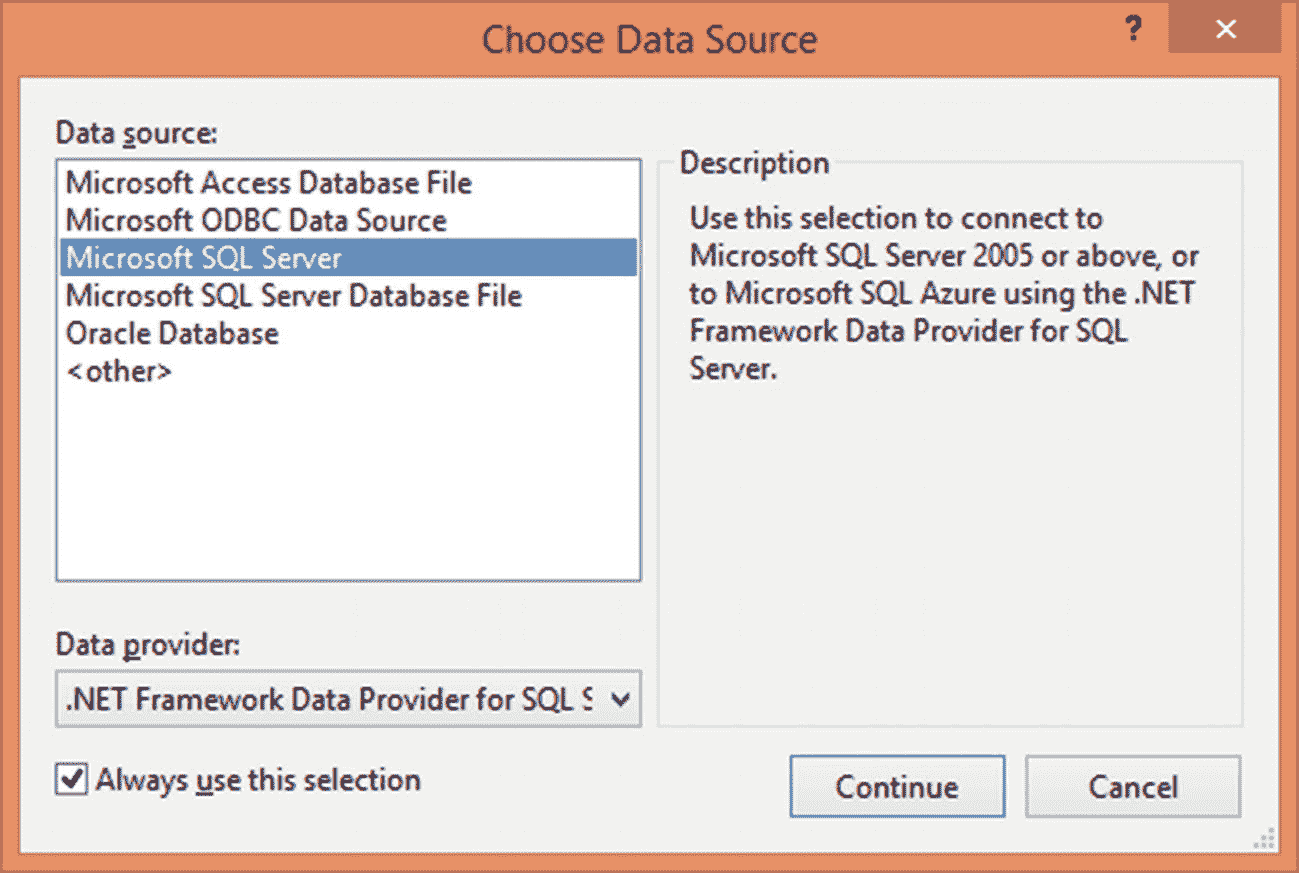 Choose Data Source
?
Data source:
Microsoft Access Database File
Microsoft ODBC Data Source
Microsoft SQL Server
Microsoft SQL Server Database File
Oracle Database
<other>
Description
Use this selection to connect to
Microsoft SQL Server 2005 or above, or
to Microsoft SQL Azure using the .NET
Framework Data Provider for SQL
Server.
Data provider:
.NET Framework Data Provider for SQL S
Always use this selection
Continue
Cancel